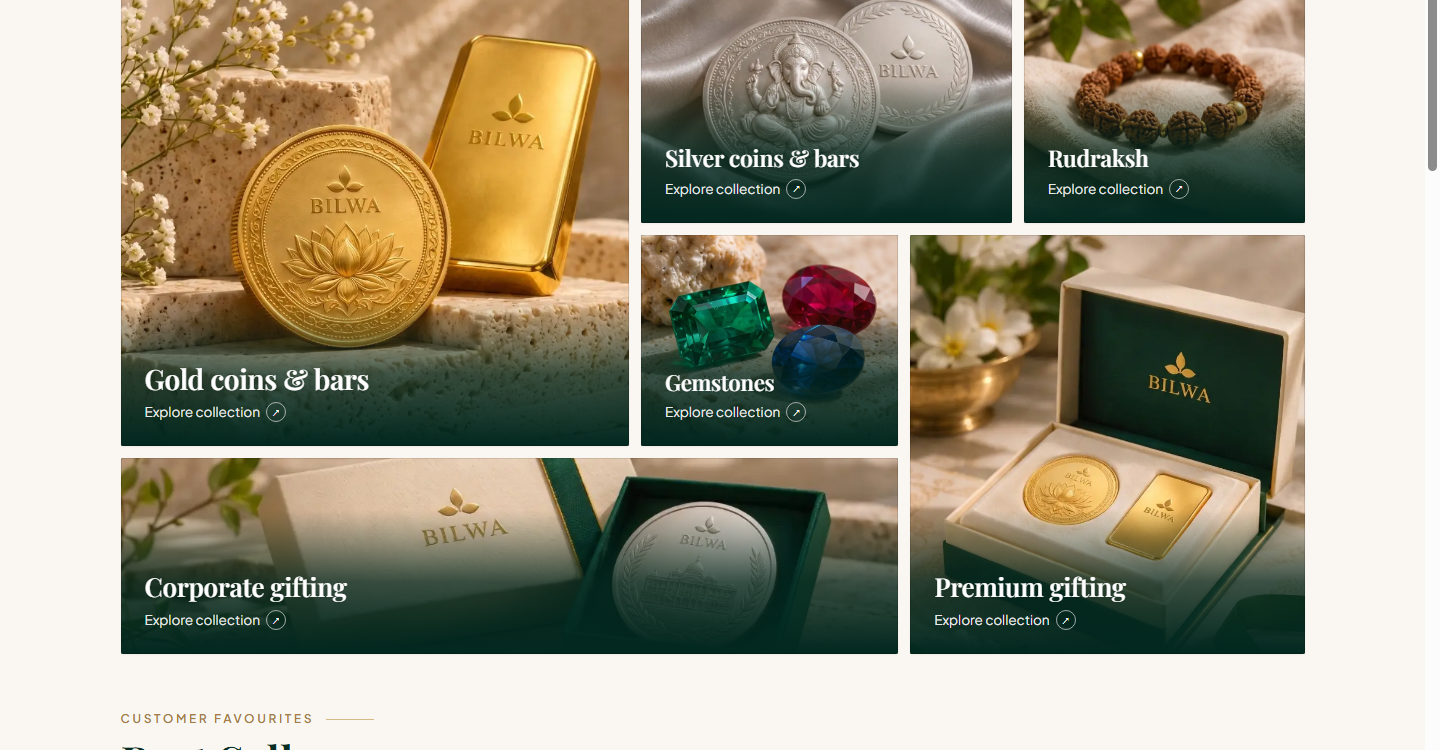 BILWA
BILWA
BILWA
Silver coins & bars
Explore collection
Rudraksh
Explore collection
Gold coins & bars
Explore collection
Gemstones
Explore collection
BILWA
BILWA
BILWA
Corporate gifting
Explore collection
BILWA
BILWA
Premium gifting
Explore collection
CUSTOMER FAVOURITES